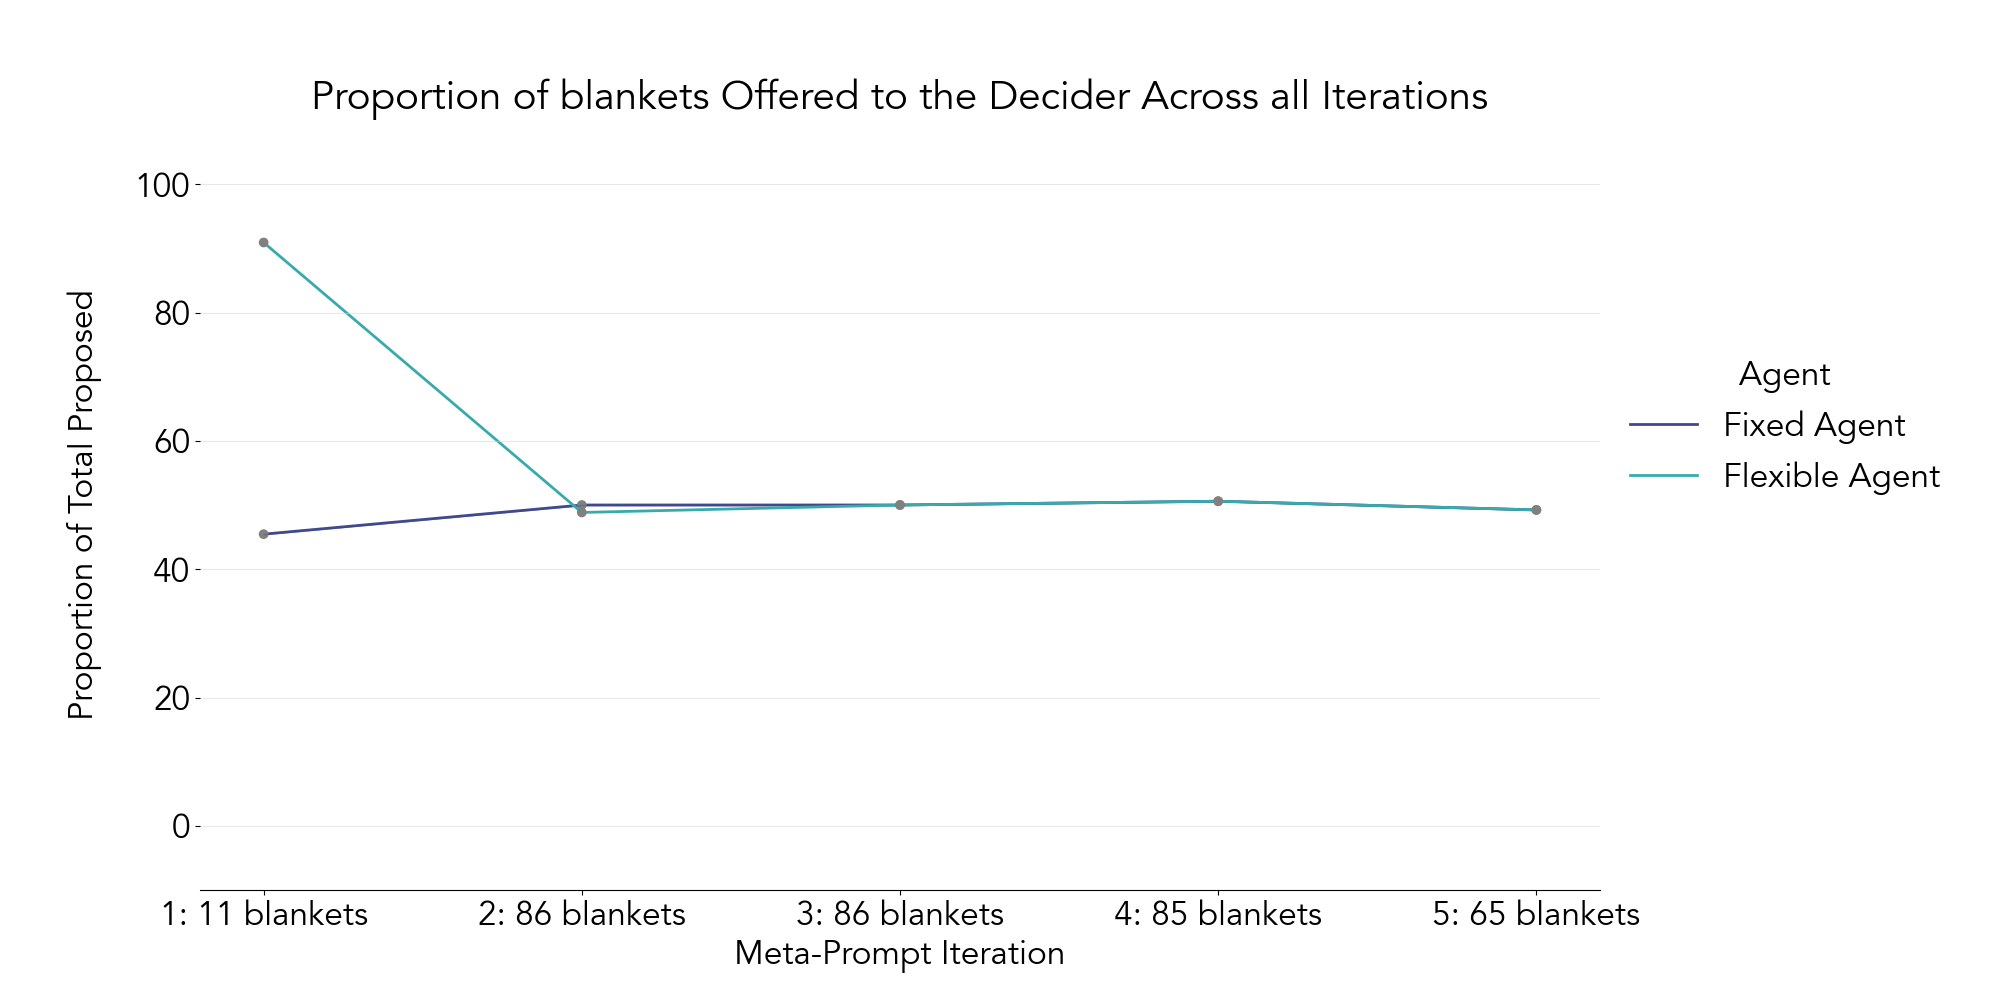 Proportion of blankets Offered to the Decider Across all Iterations
100
80
60
40
20
0
Proportion of Total Proposed
1: 11 blankets
2: 86 blankets
3: 86 blankets
4: 85 blankets
5: 65 blankets
Meta-Prompt Iteration
Agent
Fixed Agent
Flexible Agent